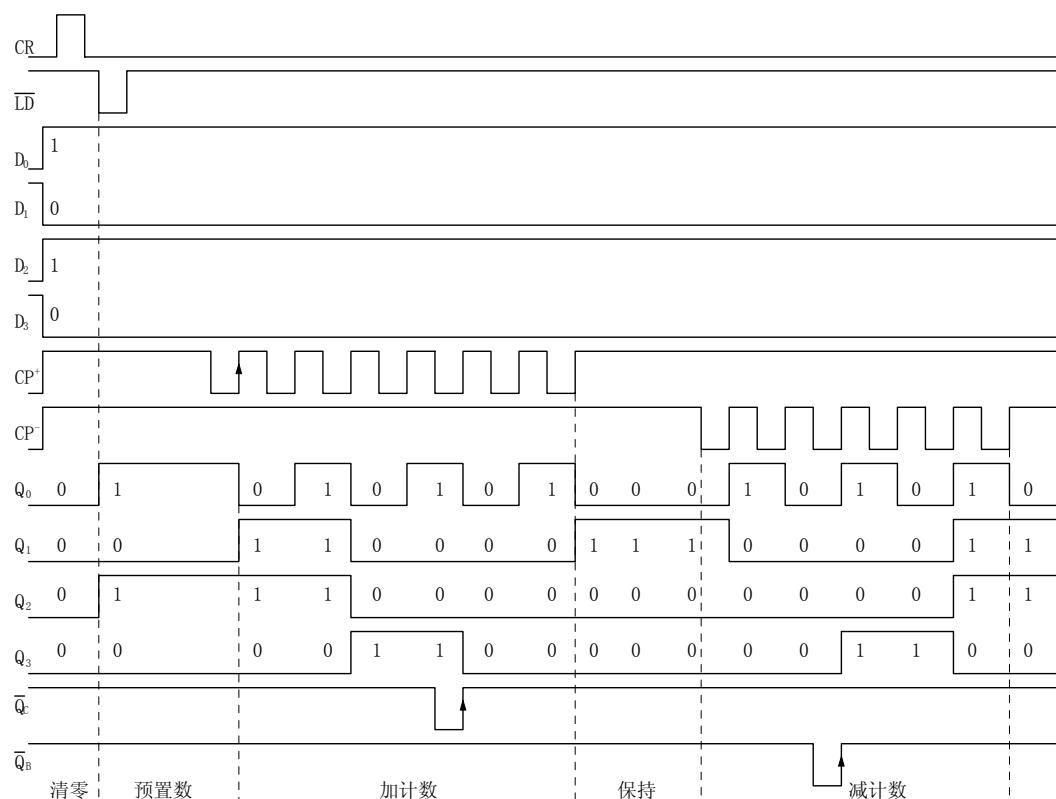 CR
LD
D₀ 1
D₁ 0
D₂ 1
D₃ 0
CP⁺
CP⁻
Q₀ 0 1 0 1 0 1 0 1 0 0 0 1 0 1 0 1 0
Q₁ 0 0 1 1 0 0 0 0 1 1 1 0 0 0 0 1 1
Q₂ 0 1 1 1 0 0 0 0 0 0 0 0 0 0 0 1 1
Q₃ 0 0 0 0 1 1 0 0 0 0 0 0 0 1 1 0 0
Q̅C
Q̅B
清零 预置数 加计数 保持 减计数